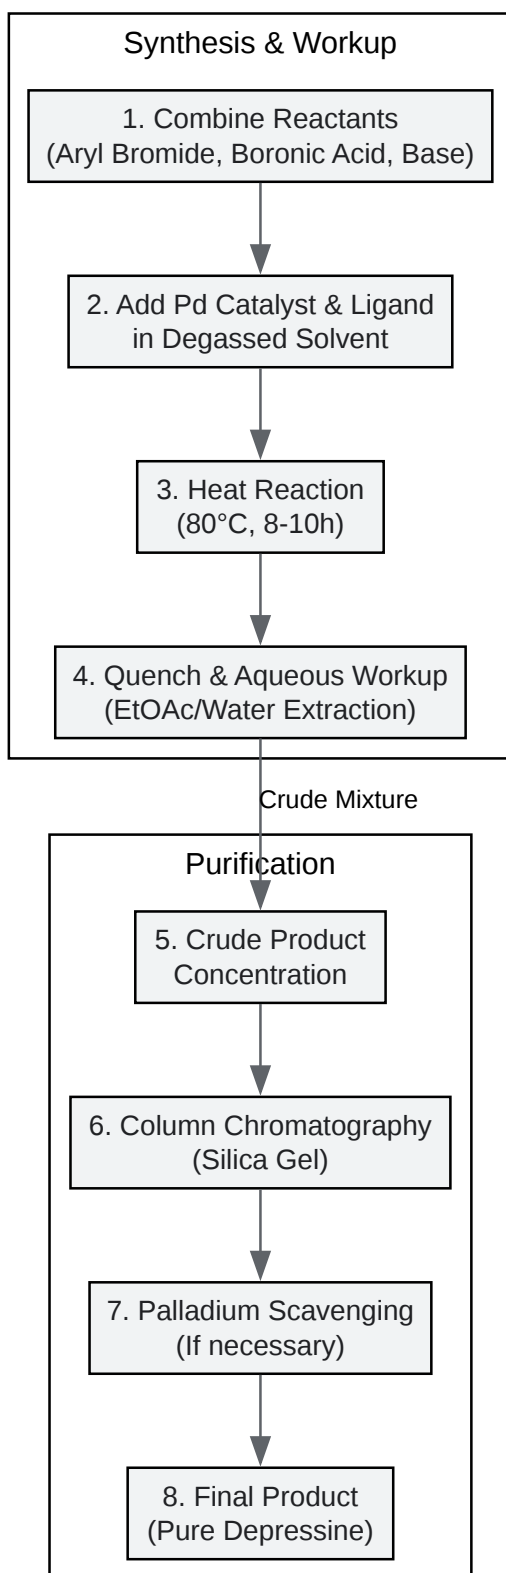 Synthesis & Workup
1. Combine Reactants
(Aryl Bromide, Boronic Acid, Base)
2. Add Pd Catalyst & Ligand
in Degassed Solvent
3. Heat Reaction
(80°C, 8-10h)
4. Quench & Aqueous Workup
(EtOAc/Water Extraction)
Crude Mixture
Purification
5. Crude Product
Concentration
6. Column Chromatography
(Silica Gel)
7. Palladium Scavenging
(If necessary)
8. Final Product
(Pure Depressine)